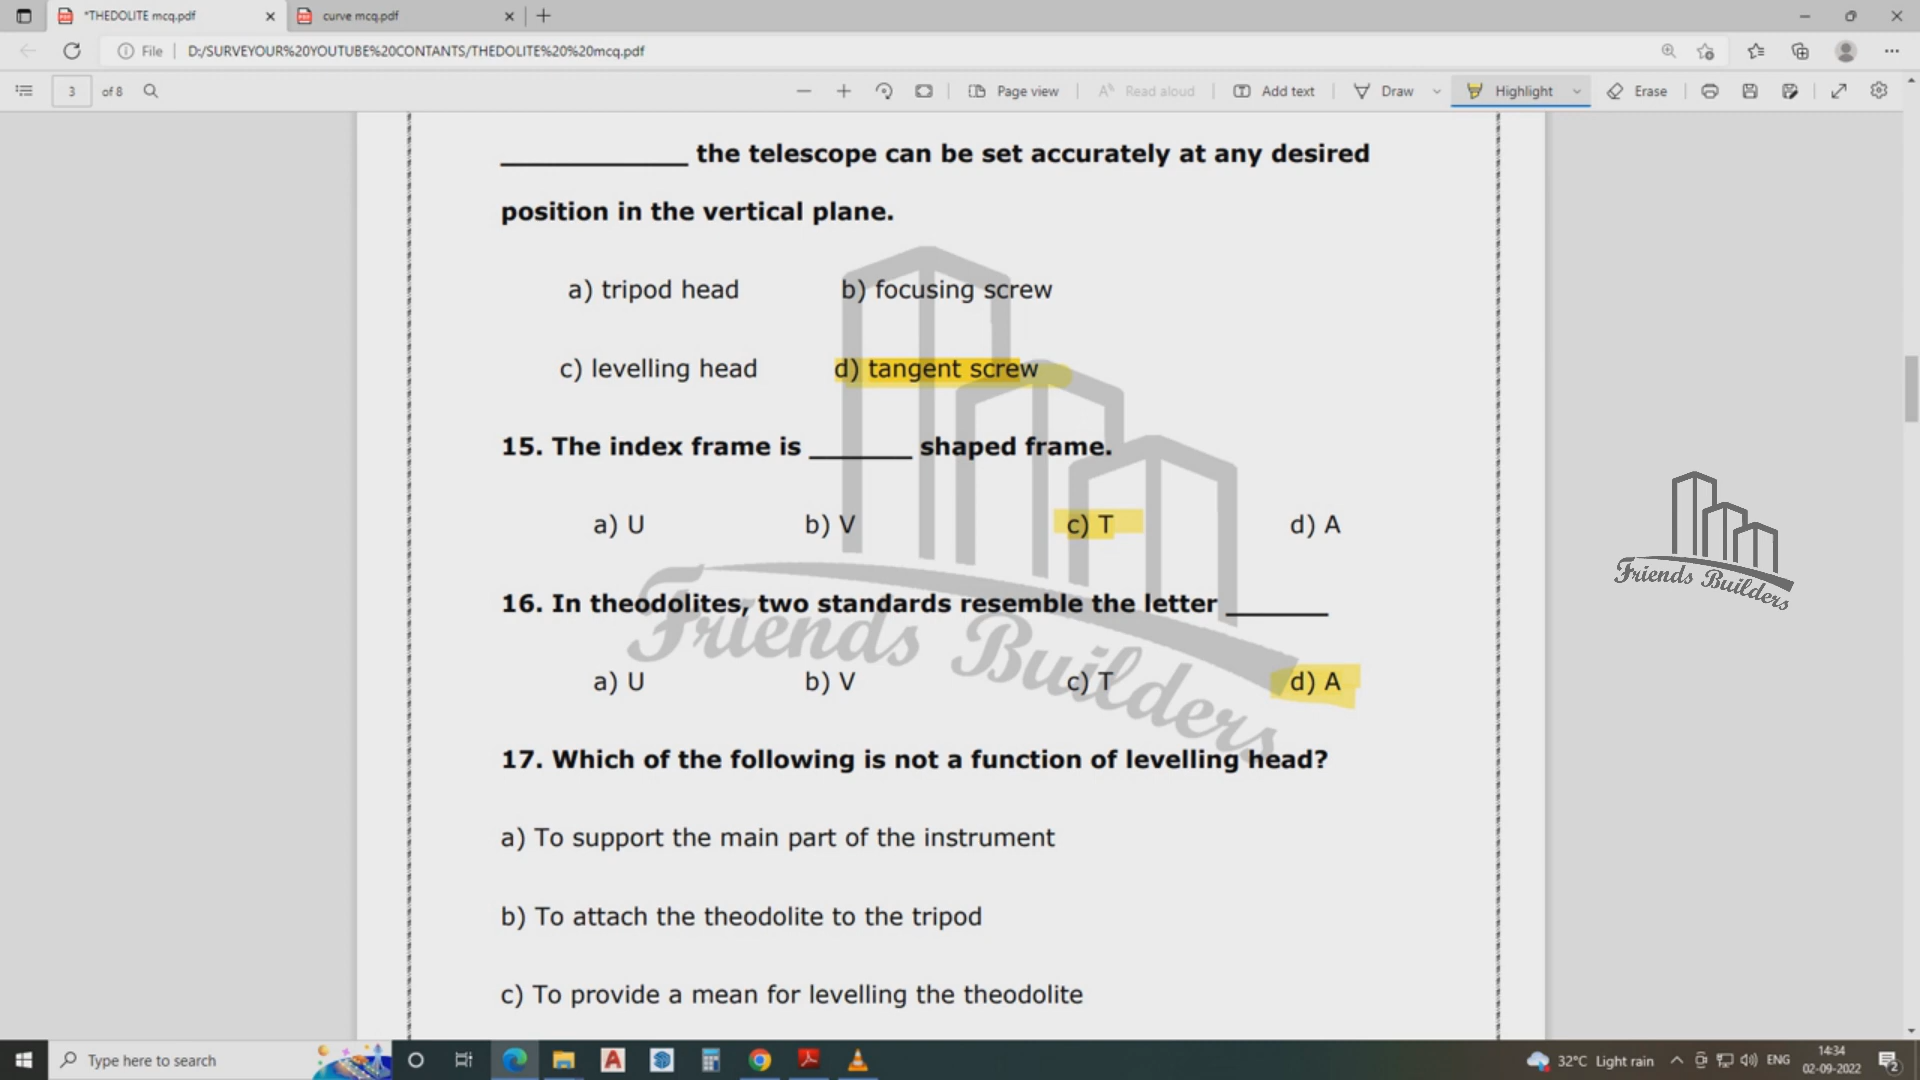 *THEDOLITE mcq.pdf
curve mcq.pdf
File
D:/SURVEYOUR%20YOUTUBE%20CONTANTS/THEDOLITE%20%20mcq.pdf
3 of 8
Page view
Read aloud
Add text
Draw
Highlight
Erase
____________ the telescope can be set accurately at any desired
position in the vertical plane.
a) tripod head b) focusing screw
c) levelling head d) tangent screw
15. The index frame is _______ shaped frame.
a) U b) V c) T d) A
16. In theodolites, two standards resemble the letter _______
a) U b) V c) T d) A
17. Which of the following is not a function of levelling head?
a) To support the main part of the instrument
b) To attach the theodolite to the tripod
c) To provide a mean for levelling the theodolite
Friends Builders
Friends Builders
Type here to search
32°C Light rain
ENG
14:34
02-09-2022
2